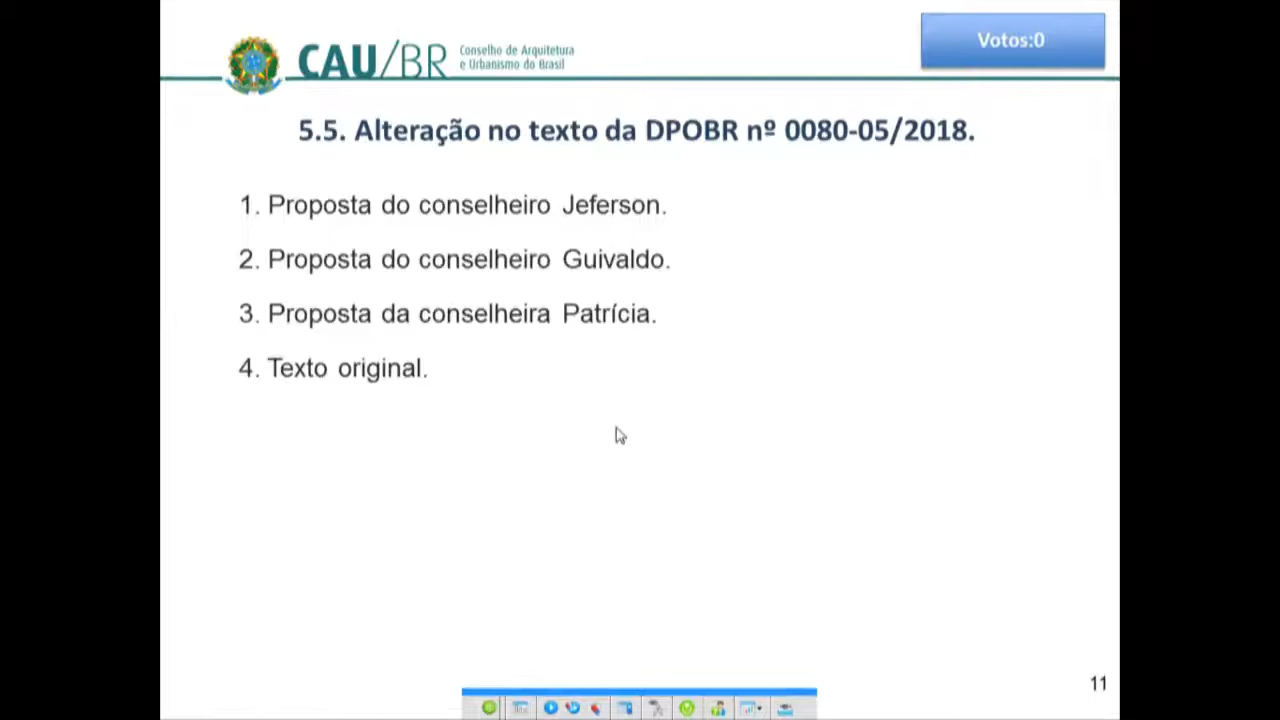 CAU/BR
Conselho de Arquitetura
e Urbanismo do Brasil
Votos:0
5.5. Alteração no texto da DPOBR nº 0080-05/2018.
1. Proposta do conselheiro Jeferson.
2. Proposta do conselheiro Guivaldo.
3. Proposta da conselheira Patrícia.
4. Texto original.
11